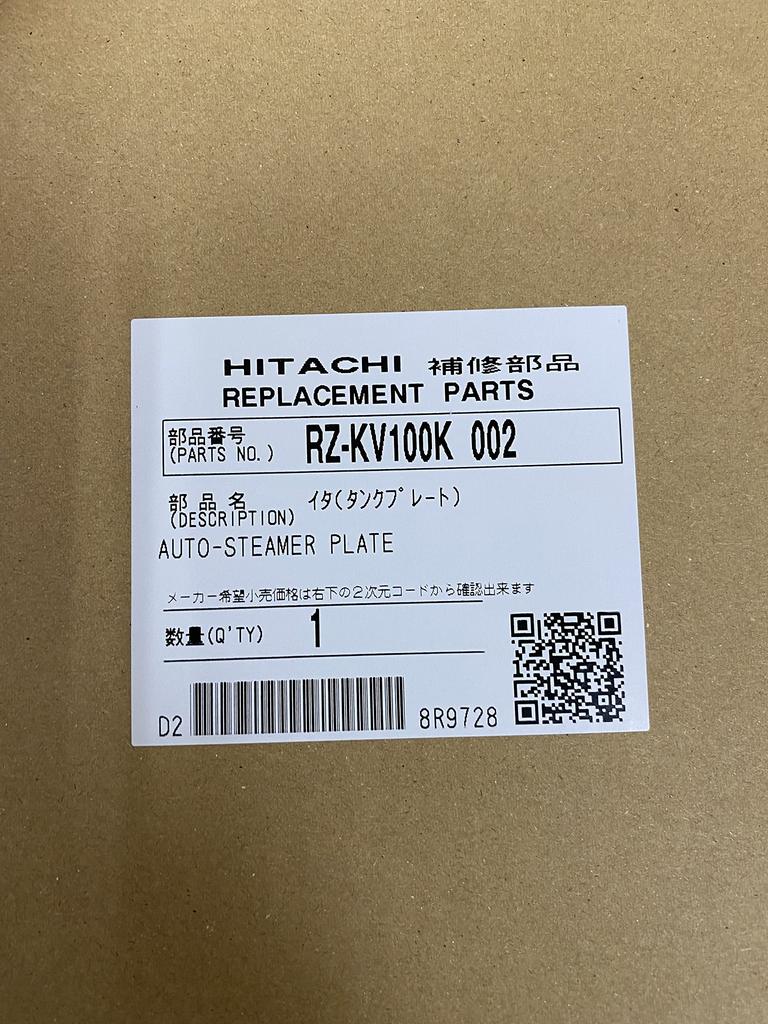 HITACHI 補修部品
REPLACEMENT PARTS
部品番号
(PARTS NO.) RZ-KV100K 002
部品名 イタ(タンクプレート)
(DESCRIPTION)
AUTO-STEAMER PLATE
メーカー希望小売価格は右下の2次元コードから確認出来ます
数量(Q'TY) 1
D2 8R9728